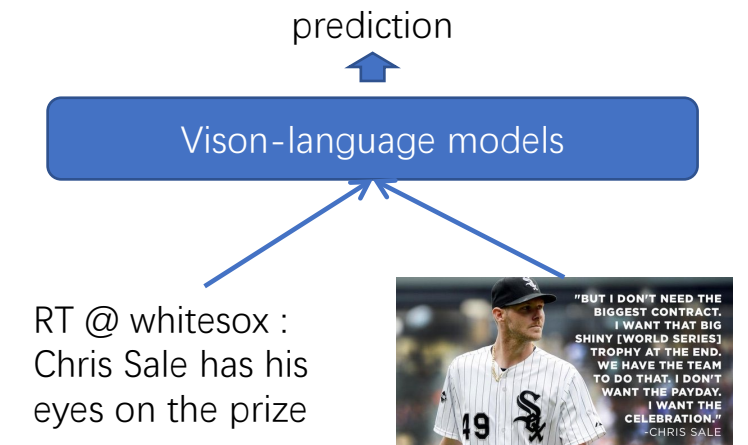 prediction
Vison-language models
RT @ whitesox :
Chris Sale has his
eyes on the prize
"BUT I DON'T NEED THE
BIGGEST CONTRACT.
I WANT THAT BIG
SHINY [WORLD SERIES]
TROPHY AT THE END.
WE HAVE THE TEAM
TO DO THAT. I DON'T
WANT THE PAYDAY.
I WANT THE
CELEBRATION."
-CHRIS SALE
49
Sox